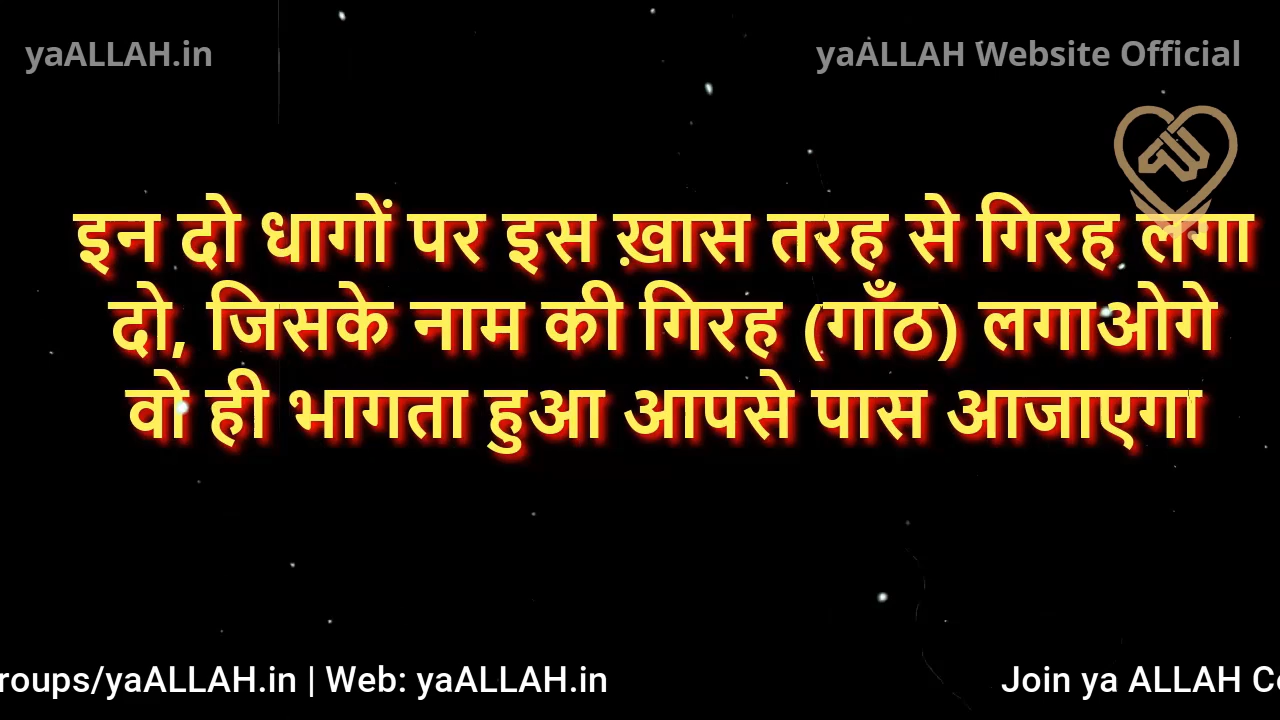 yaALLAH.in
yaALLAH Website Official
इन दो धागों पर इस ख़ास तरह से गिरह लगा
दो, जिसके नाम की गिरह (गाँठ) लगाओगे
वो ही भागता हुआ आपसे पास आजाएगा
roups/yaALLAH.in | Web: yaALLAH.in
Join ya ALLAH